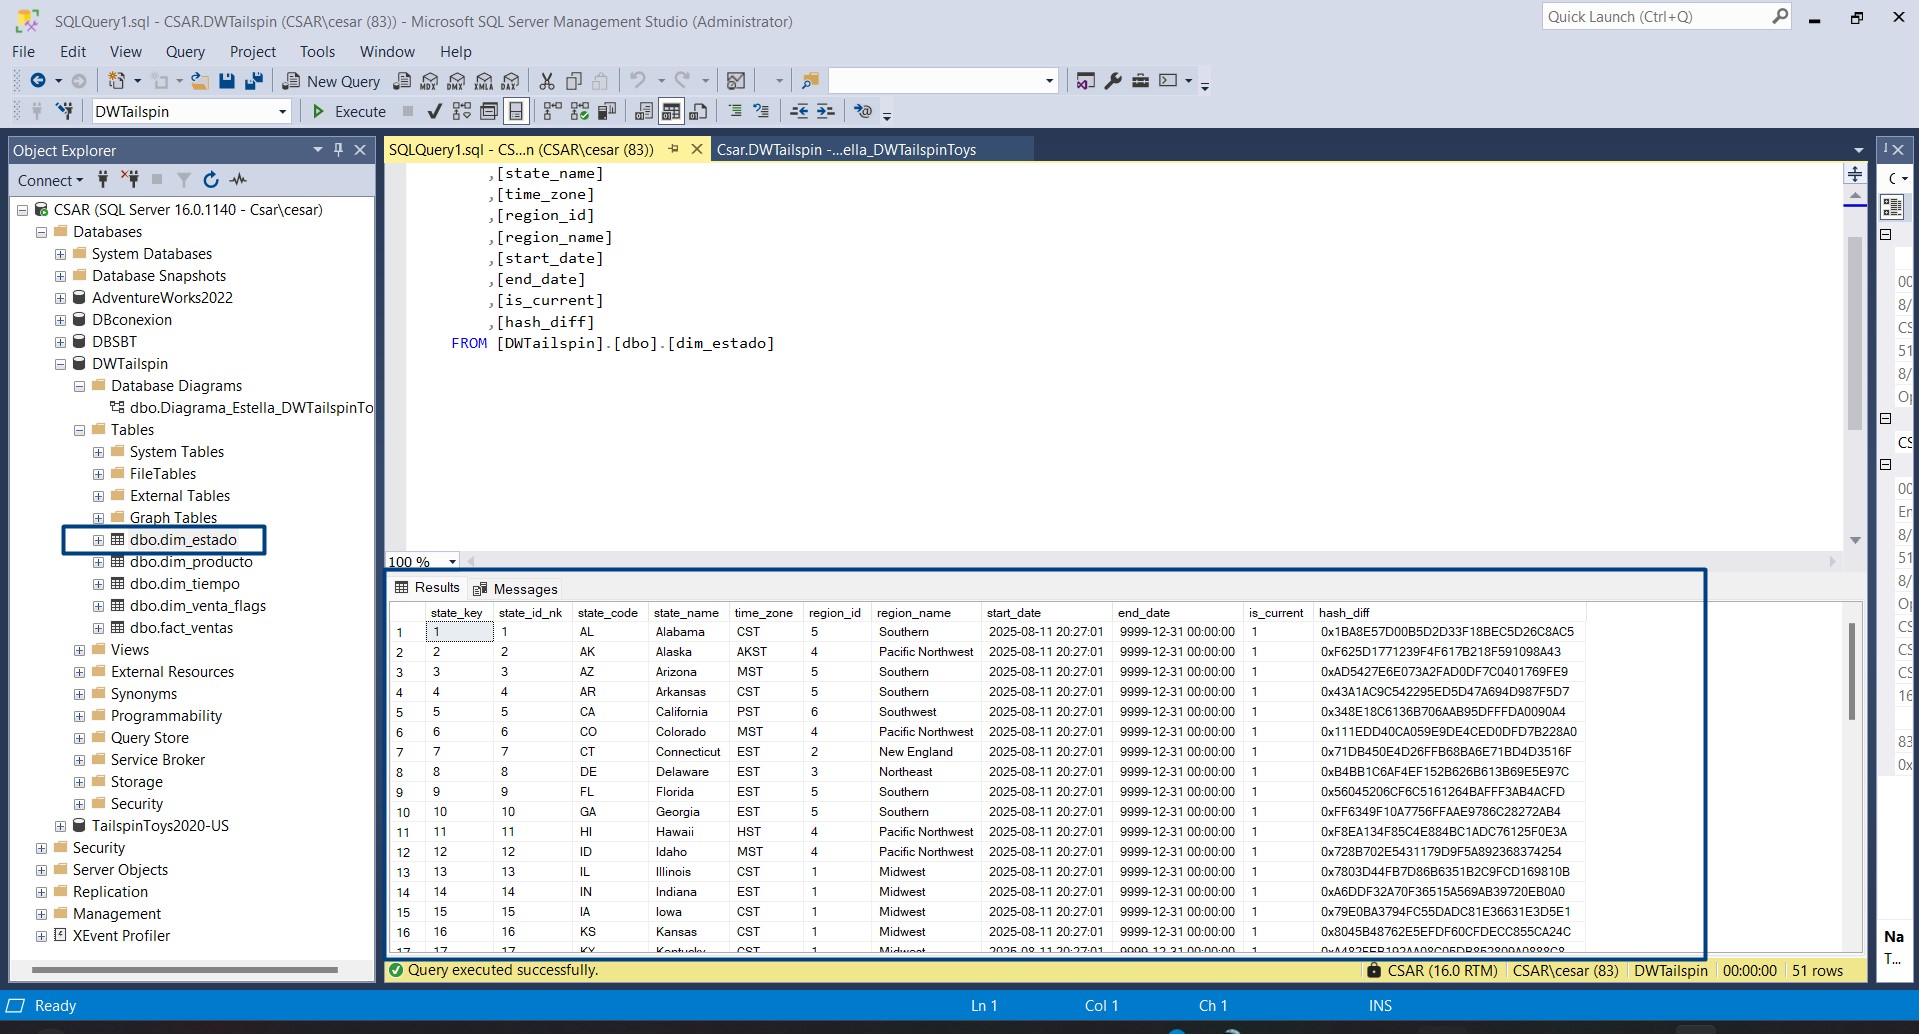 SQLQuery1.sql - CSAR.DWTailspin (CSAR\cesar (83)) - Microsoft SQL Server Management Studio (Administrator)
Quick Launch (Ctrl+Q)
File Edit View Query Project Tools Window Help
New Query
MDX DMX XMLA DAX
DWTailspin
Execute
Object Explorer
SQLQuery1.sql - CS...n (CSAR\cesar (83))
Csar.DWTailspin -...ella_DWTailspinToys
Connect
CSAR (SQL Server 16.0.1140 - Csar\cesar)
Databases
System Databases
Database Snapshots
AdventureWorks2022
DBconexion
DBSBT
DWTailspin
Database Diagrams
dbo.Diagrama_Estella_DWTailspinTo
Tables
System Tables
FileTables
External Tables
Graph Tables
dbo.dim_estado
dbo.dim_producto
dbo.dim_tiempo
dbo.dim_venta_flags
dbo.fact_ventas
Views
External Resources
Synonyms
Programmability
Query Store
Service Broker
Storage
Security
TailspinToys2020-US
Security
Server Objects
Replication
Management
XEvent Profiler
,[state_name]
,[time_zone]
,[region_id]
,[region_name]
,[start_date]
,[end_date]
,[is_current]
,[hash_diff]
FROM [DWTailspin].[dbo].[dim_estado]
100 %
Results Messages
state_key state_id_nk state_code state_name time_zone region_id region_name start_date end_date is_current hash_diff
1 1 1 AL Alabama CST 5 Southern 2025-08-11 20:27:01 9999-12-31 00:00:00 1 0x1BA8E57D00B5D2D33F18BEC5D26C8AC5
2 2 2 AK Alaska AKST 4 Pacific Northwest 2025-08-11 20:27:01 9999-12-31 00:00:00 1 0xF625D1771239F4F617B218F591098A43
3 3 3 AZ Arizona MST 5 Southern 2025-08-11 20:27:01 9999-12-31 00:00:00 1 0xAD5427E6E073A2FAD0DF7C0401769FE9
4 4 4 AR Arkansas CST 5 Southern 2025-08-11 20:27:01 9999-12-31 00:00:00 1 0x43A1AC9C542295ED5D47A694D987F5D7
5 5 5 CA California PST 6 Southwest 2025-08-11 20:27:01 9999-12-31 00:00:00 1 0x348E18C6136B706AAB95DFFFDA0090A4
6 6 6 CO Colorado MST 4 Pacific Northwest 2025-08-11 20:27:01 9999-12-31 00:00:00 1 0x111EDD40CA059E9DE4CED0DFD7B228A0
7 7 7 CT Connecticut EST 2 New England 2025-08-11 20:27:01 9999-12-31 00:00:00 1 0x71DB450E4D26FFB68BA6E71BD4D3516F
8 8 8 DE Delaware EST 3 Northeast 2025-08-11 20:27:01 9999-12-31 00:00:00 1 0xB4BB1C6AF4EF152B626B613B69E5E97C
9 9 9 FL Florida EST 5 Southern 2025-08-11 20:27:01 9999-12-31 00:00:00 1 0x56045206CF6C5161264BAFFF3AB4ACFD
10 10 10 GA Georgia EST 5 Southern 2025-08-11 20:27:01 9999-12-31 00:00:00 1 0xFF6349F10A7756FFAAE9786C28272AB4
11 11 11 HI Hawaii HST 4 Pacific Northwest 2025-08-11 20:27:01 9999-12-31 00:00:00 1 0xF8EA134F85C4E884BC1ADC76125F0E3A
12 12 12 ID Idaho MST 4 Pacific Northwest 2025-08-11 20:27:01 9999-12-31 00:00:00 1 0x728B702E5431179D9F5A892368374254
13 13 13 IL Illinois CST 1 Midwest 2025-08-11 20:27:01 9999-12-31 00:00:00 1 0x7803D44FB7D86B6351B2C9FCD169810B
14 14 14 IN Indiana EST 1 Midwest 2025-08-11 20:27:01 9999-12-31 00:00:00 1 0xA6DDF32A70F36515A569AB39720EB0A0
15 15 15 IA Iowa CST 1 Midwest 2025-08-11 20:27:01 9999-12-31 00:00:00 1 0x79E0BA3794FC55DADC81E36631E3D5E1
16 16 16 KS Kansas CST 1 Midwest 2025-08-11 20:27:01 9999-12-31 00:00:00 1 0x8045B48762E5EFDF60CFDECC855CA24C
17 17 17 KY Kentucky CST 1 Midwest 2025-08-11 20:27:01 9999-12-31 00:00:00 1
Query executed successfully.
CSAR (16.0 RTM) CSAR\cesar (83) DWTailspin 00:00:00 51 rows
00
8/
CS
51
8/
Op
CS
00
En
8/
51
8/
Op
CS
CS
CS
16
83
0x
Na
T...
Ready Ln 1 Col 1 Ch 1 INS